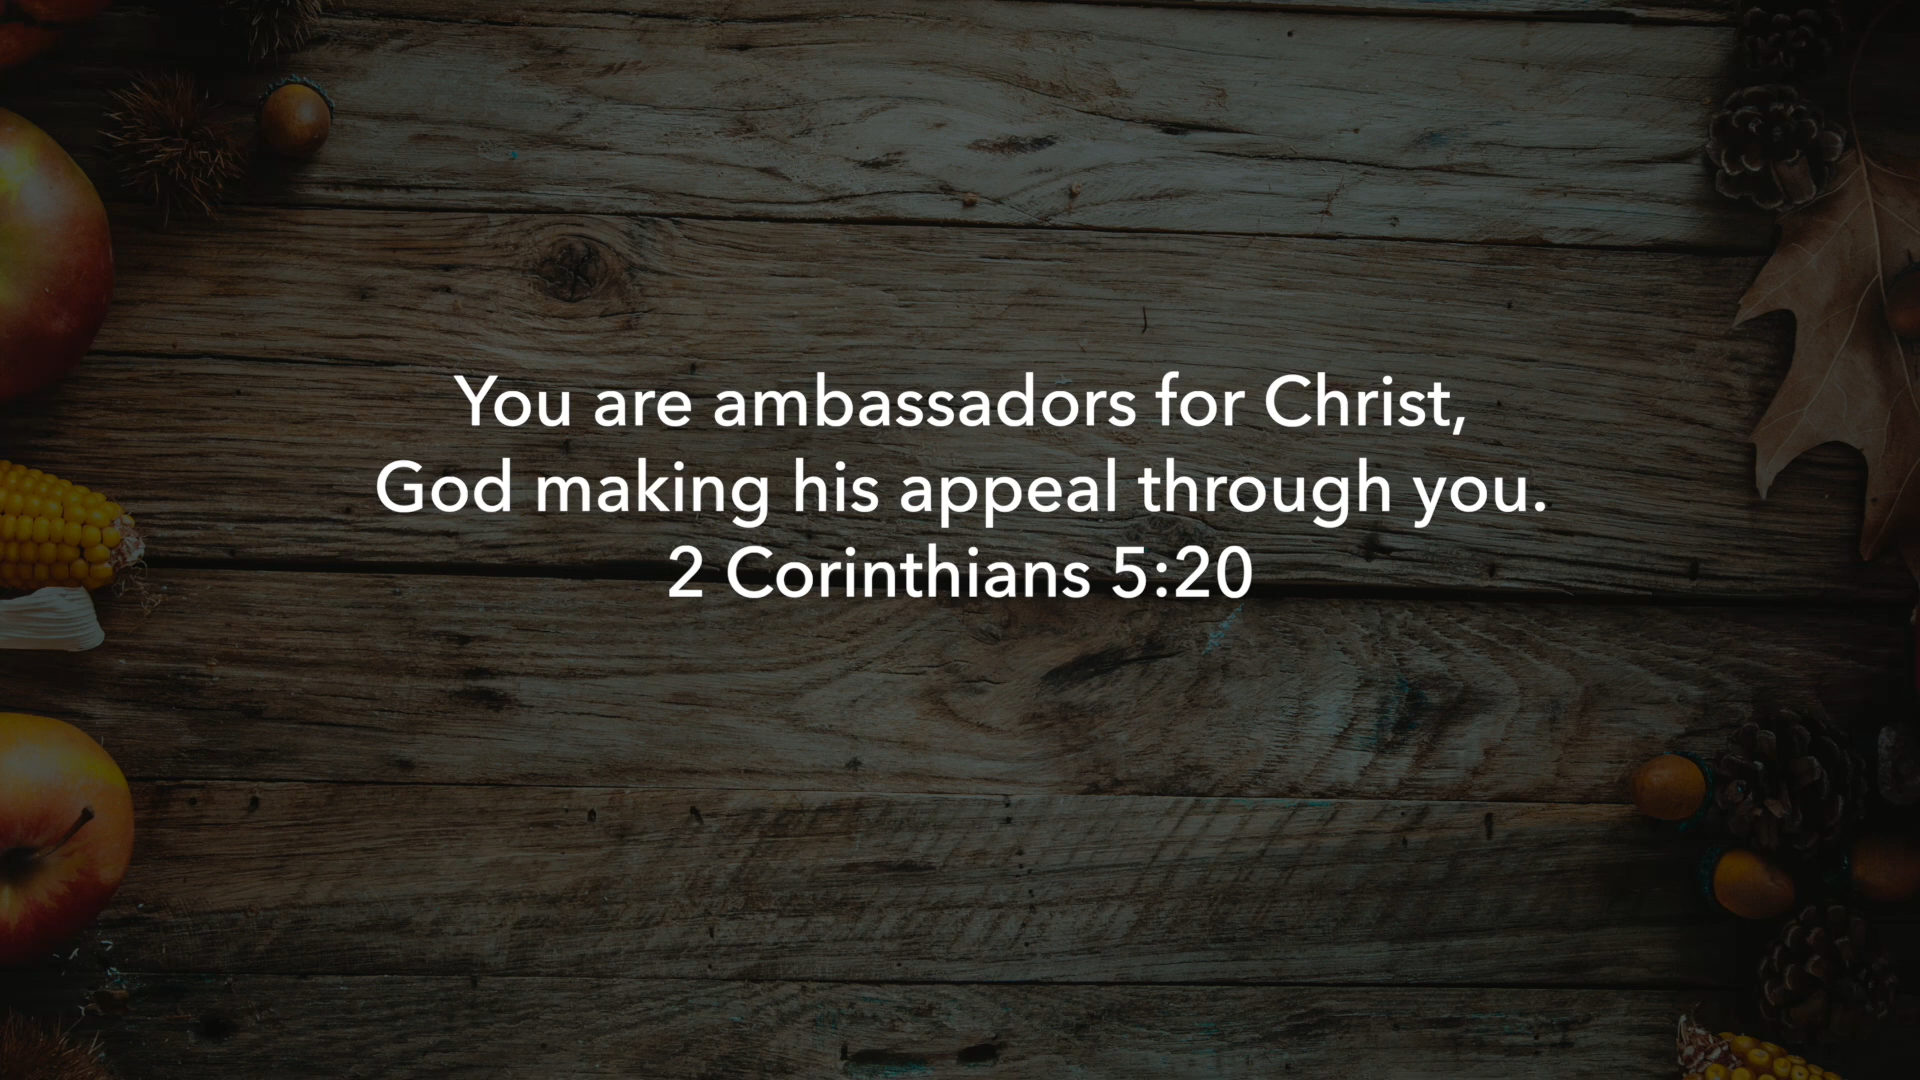 You are ambassadors for Christ,
God making his appeal through you.
2 Corinthians 5:20